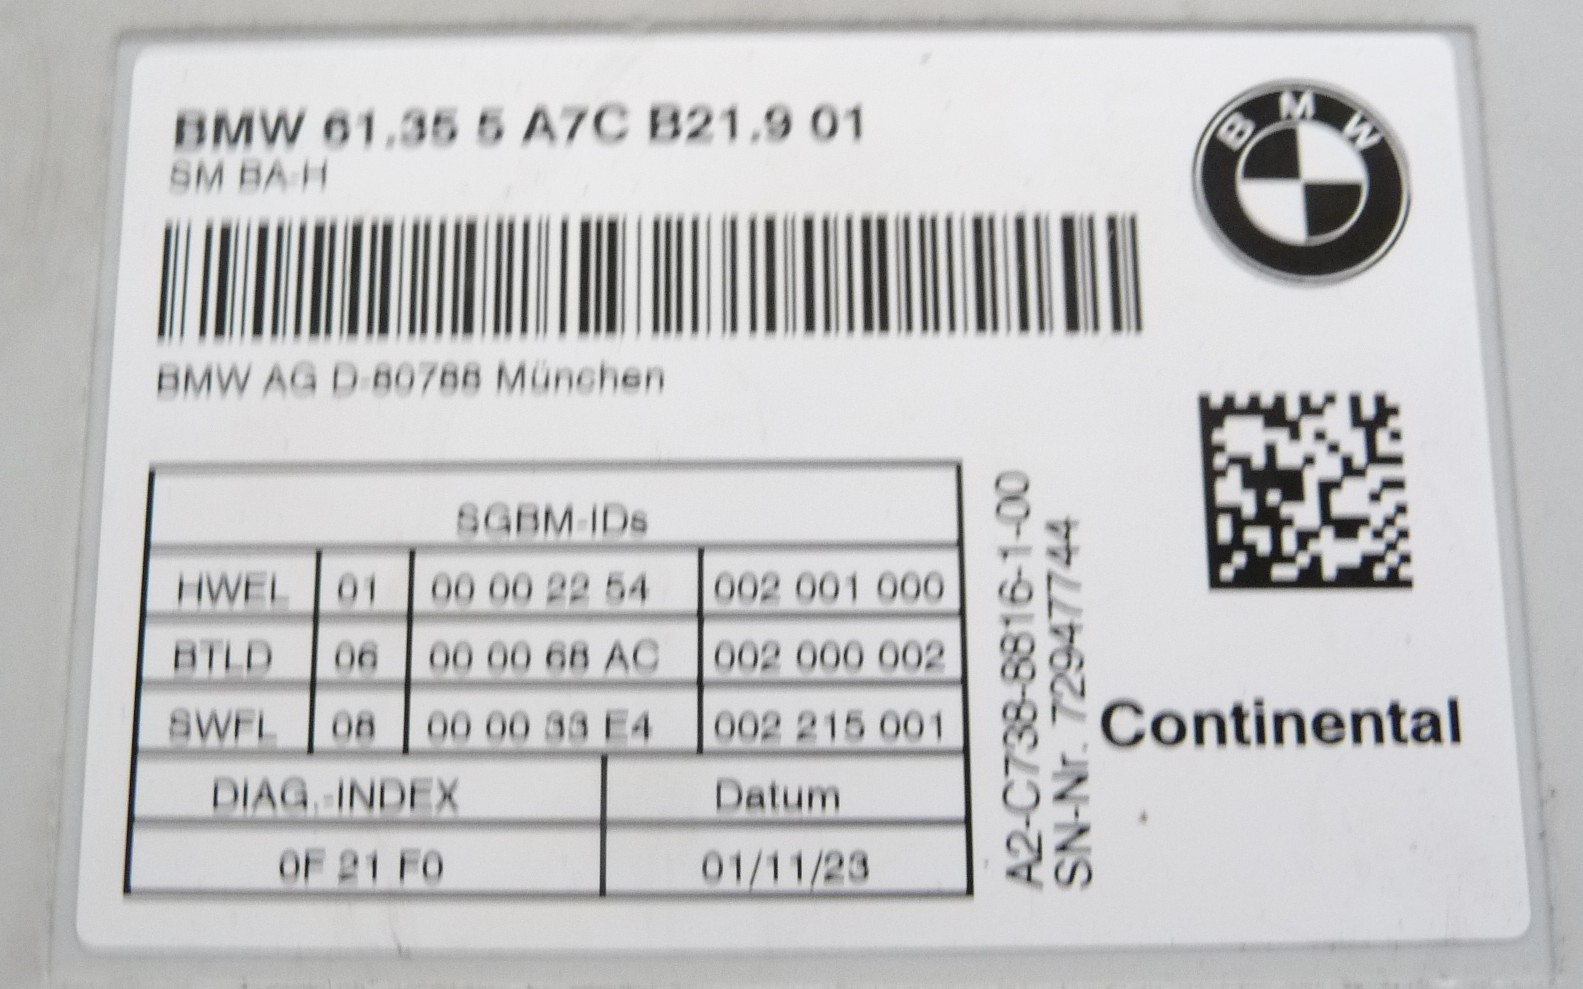 BMW 61.35 5 A7C B21.9 01
SM BA-H
BMW
BMW AG D-80788 München
SGBM-IDs
HWEL 01 00 00 22 54 002 001 000
BTLD 06 00 00 68 AC 002 000 002
SWFL 08 00 00 33 E4 002 215 001
DIAG.-INDEX Datum
0F 21 F0 01/11/23
A2-C738-8816-1-00
SN-Nr. 72947744
Continental